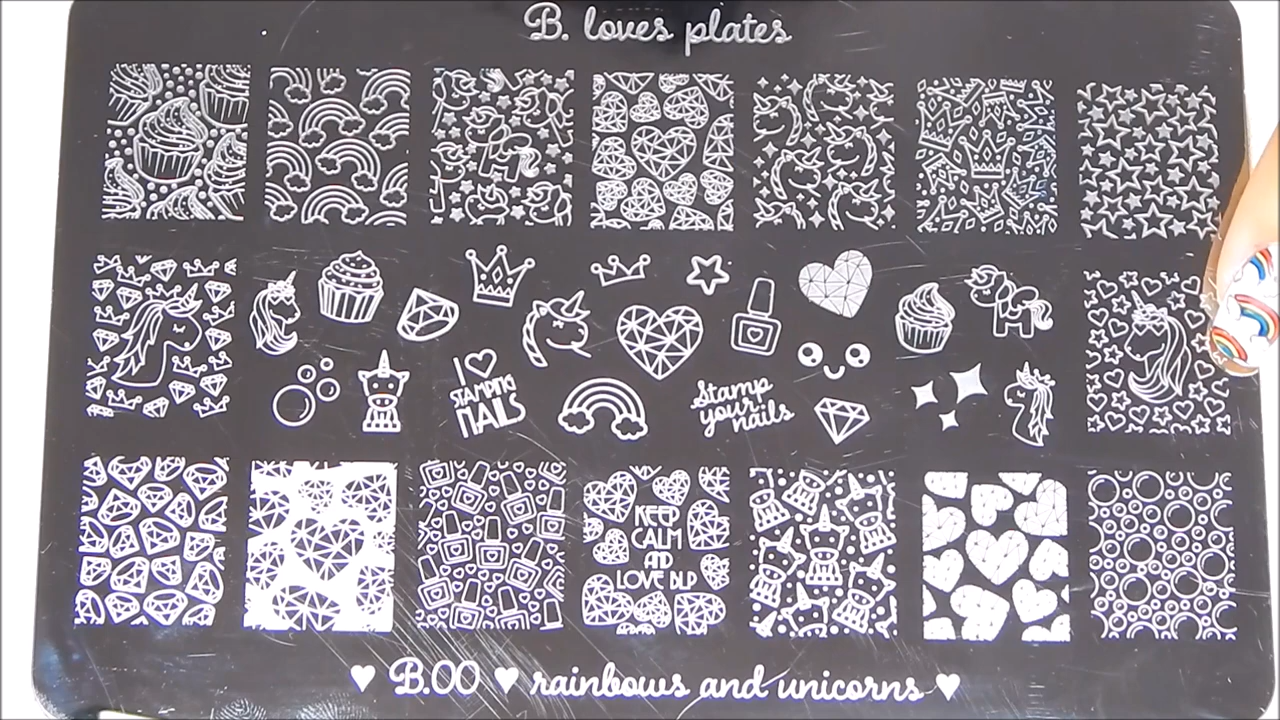 B. loves plates
I ♥
STAMPING
NAILS
Stamp
your
nails
KEEP
CALM
AND
LOVE BLP
♥ B.00 ♥ rainbows and unicorns ♥